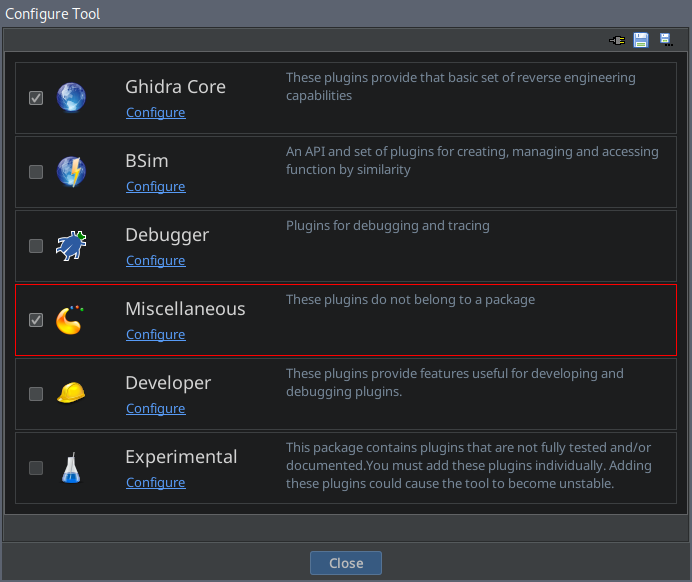 Configure Tool
Ghidra Core
Configure
These plugins provide that basic set of reverse engineering
capabilities
BSim
Configure
An API and set of plugins for creating, managing and accessing
function by similarity
Debugger
Configure
Plugins for debugging and tracing
Miscellaneous
Configure
These plugins do not belong to a package
Developer
Configure
These plugins provide features useful for developing and
debugging plugins.
Experimental
Configure
This package contains plugins that are not fully tested and/or
documented.You must add these plugins individually. Adding
these plugins could cause the tool to become unstable.
Close